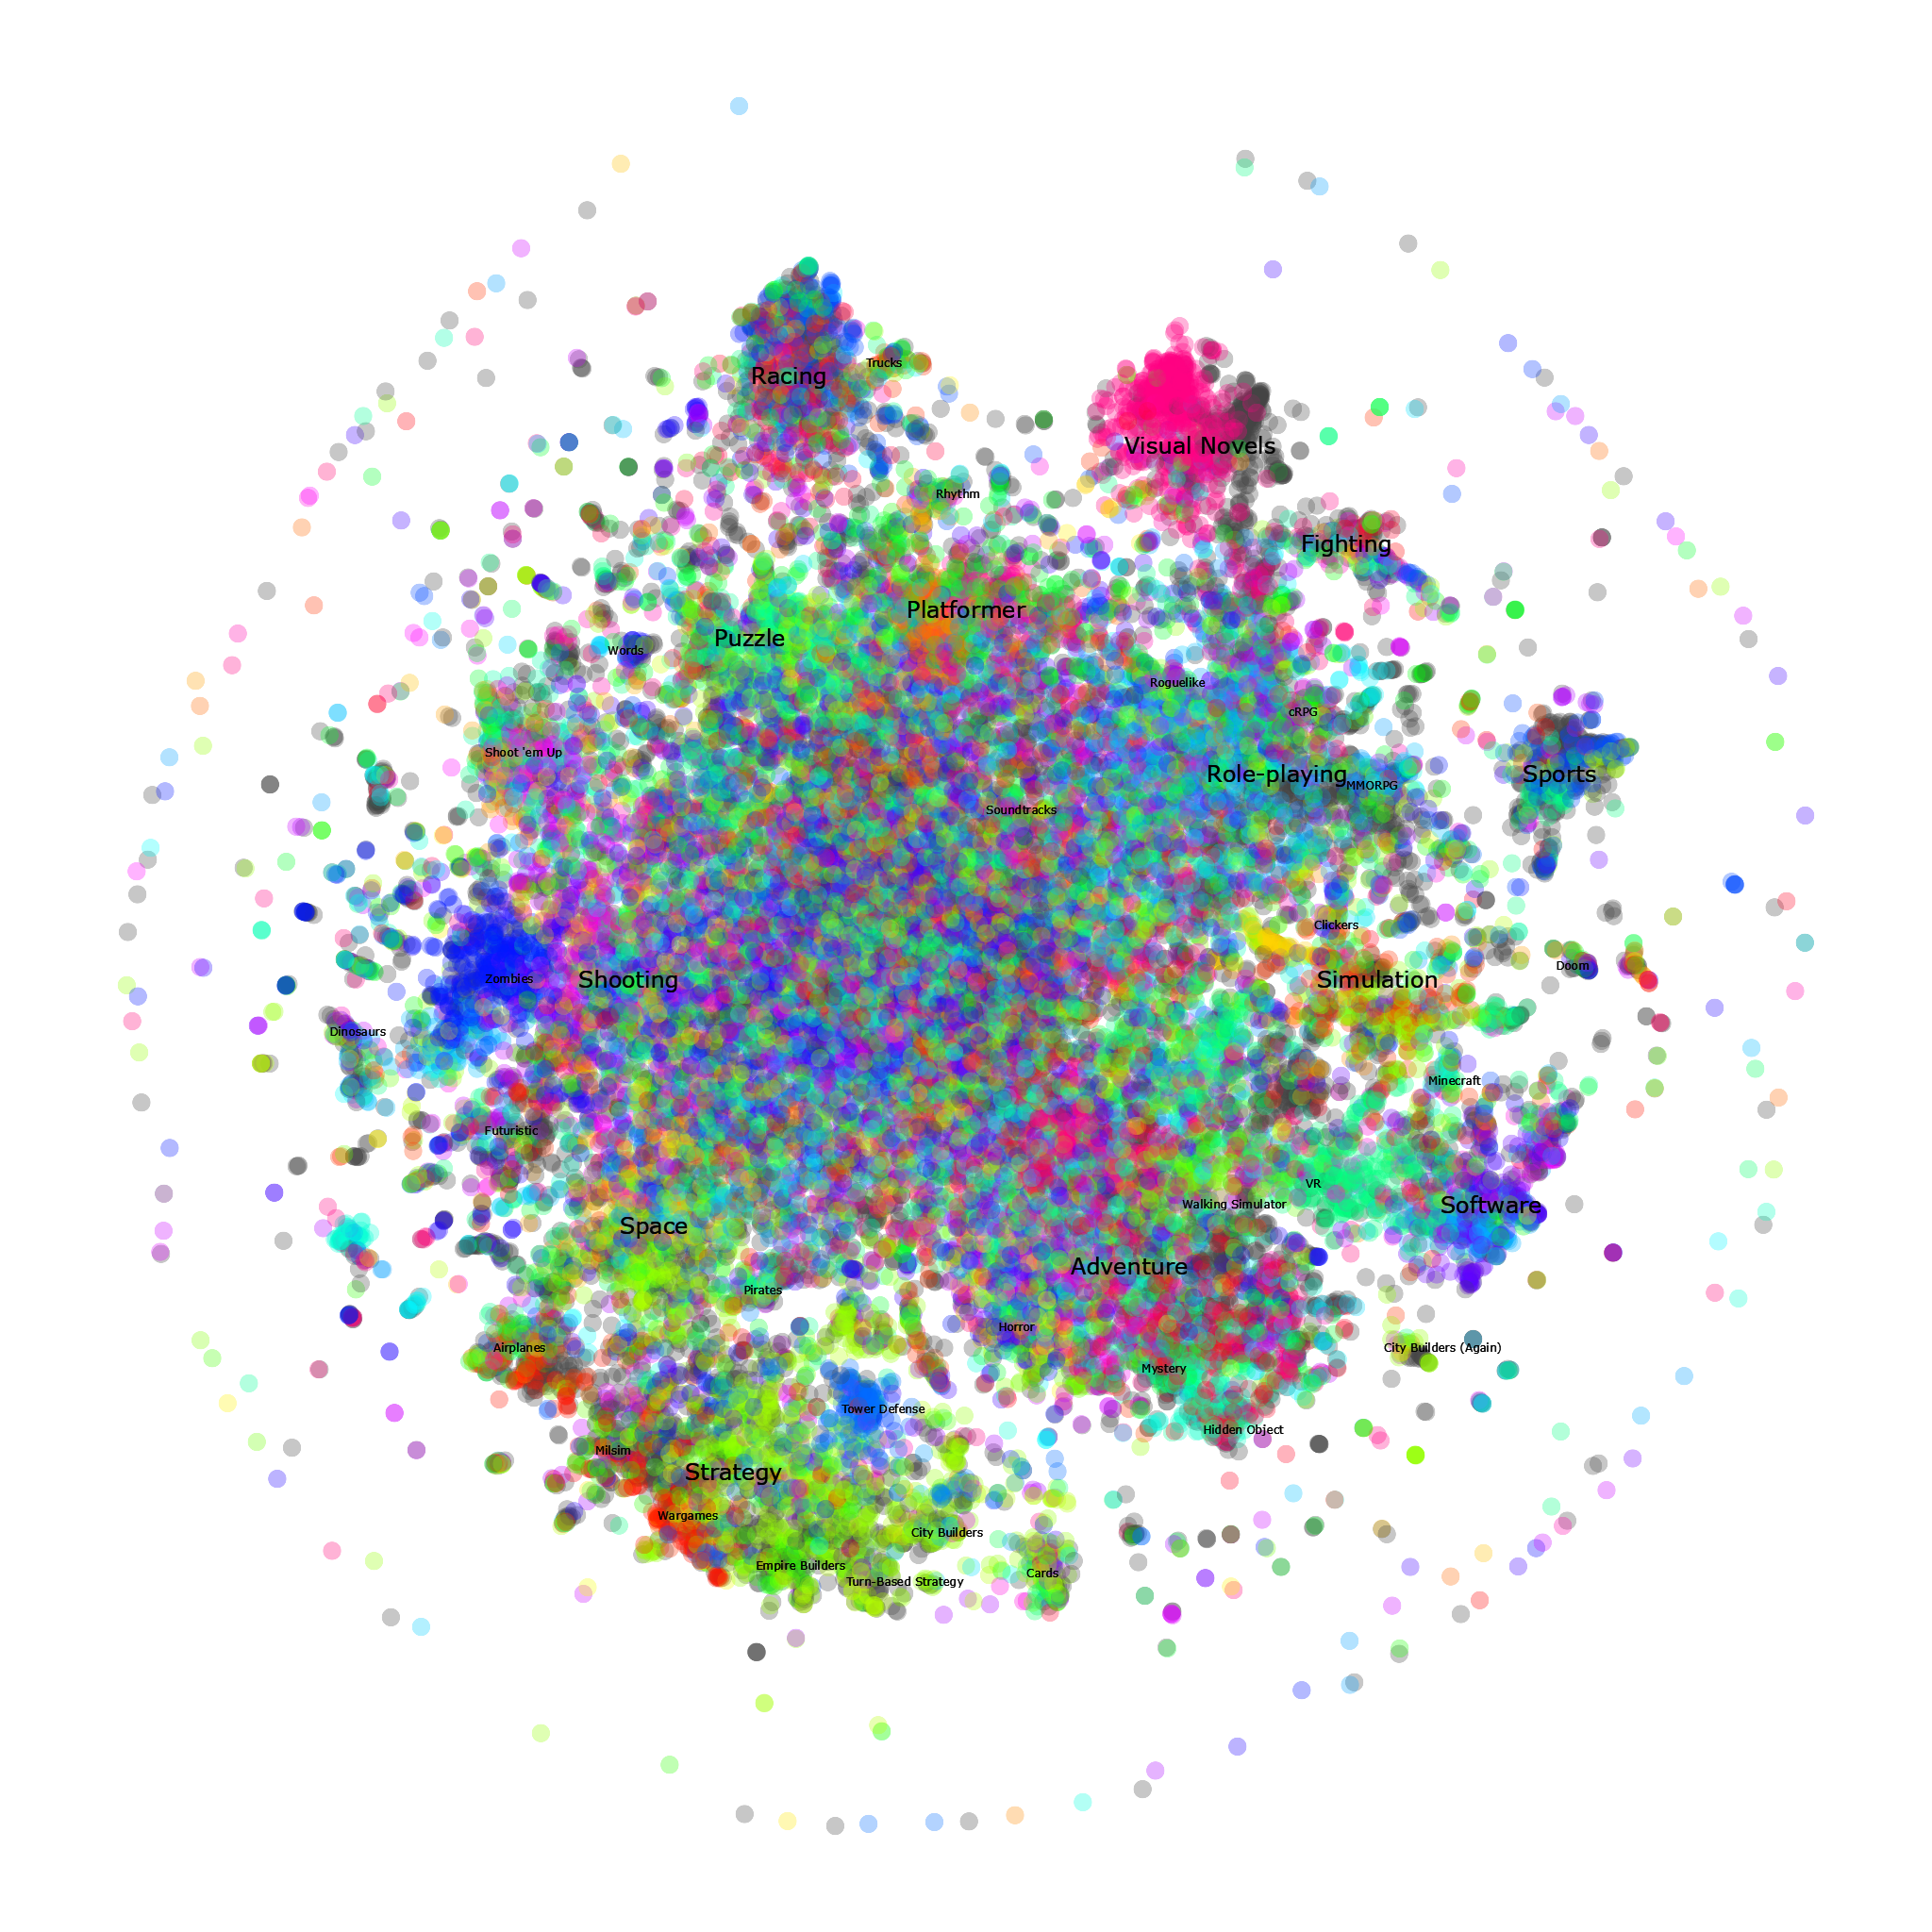 Trucks
Racing
Visual Novels
Rhythm
Fighting
Platformer
Puzzle
Words
Roguelike
cRPG
Shoot 'em Up
Role-playing
MMORPG
Sports
Soundtracks
Clickers
Doom
Zombies
Shooting
Simulation
Dinosaurs
Minecraft
Futuristic
VR
Walking Simulator
Software
Space
Adventure
Pirates
Horror
Airplanes
City Builders (Again)
Mystery
Tower Defense
Hidden Object
Milsim
Strategy
Wargames
City Builders
Empire Builders
Cards
Turn-Based Strategy